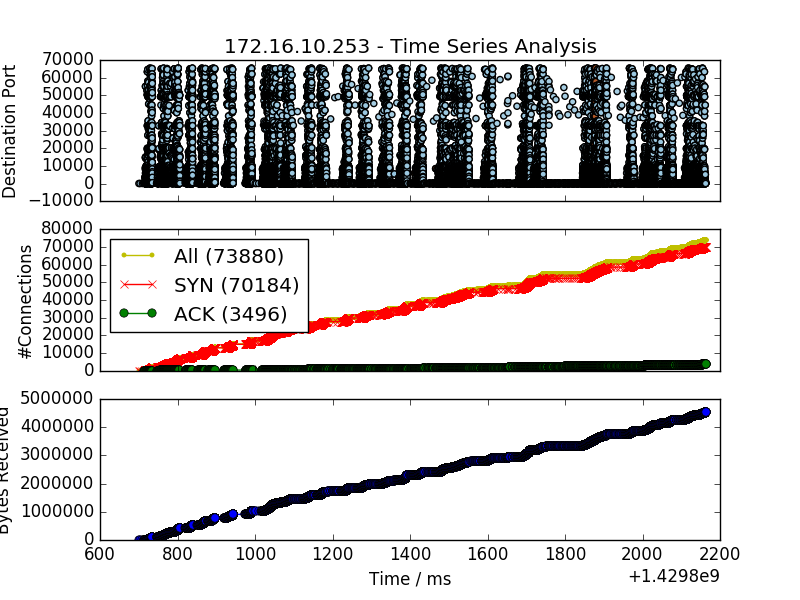 172.16.10.253 - Time Series Analysis
70000
60000
50000
40000
30000
20000
10000
0
−10000
Destination Port
80000
70000
60000
50000
40000
30000
20000
10000
0
#Connections
All (73880)
SYN (70184)
ACK (3496)
5000000
4000000
3000000
2000000
1000000
0
Bytes Received
600 800 1000 1200 1400 1600 1800 2000 2200
Time / ms
+1.4298e9